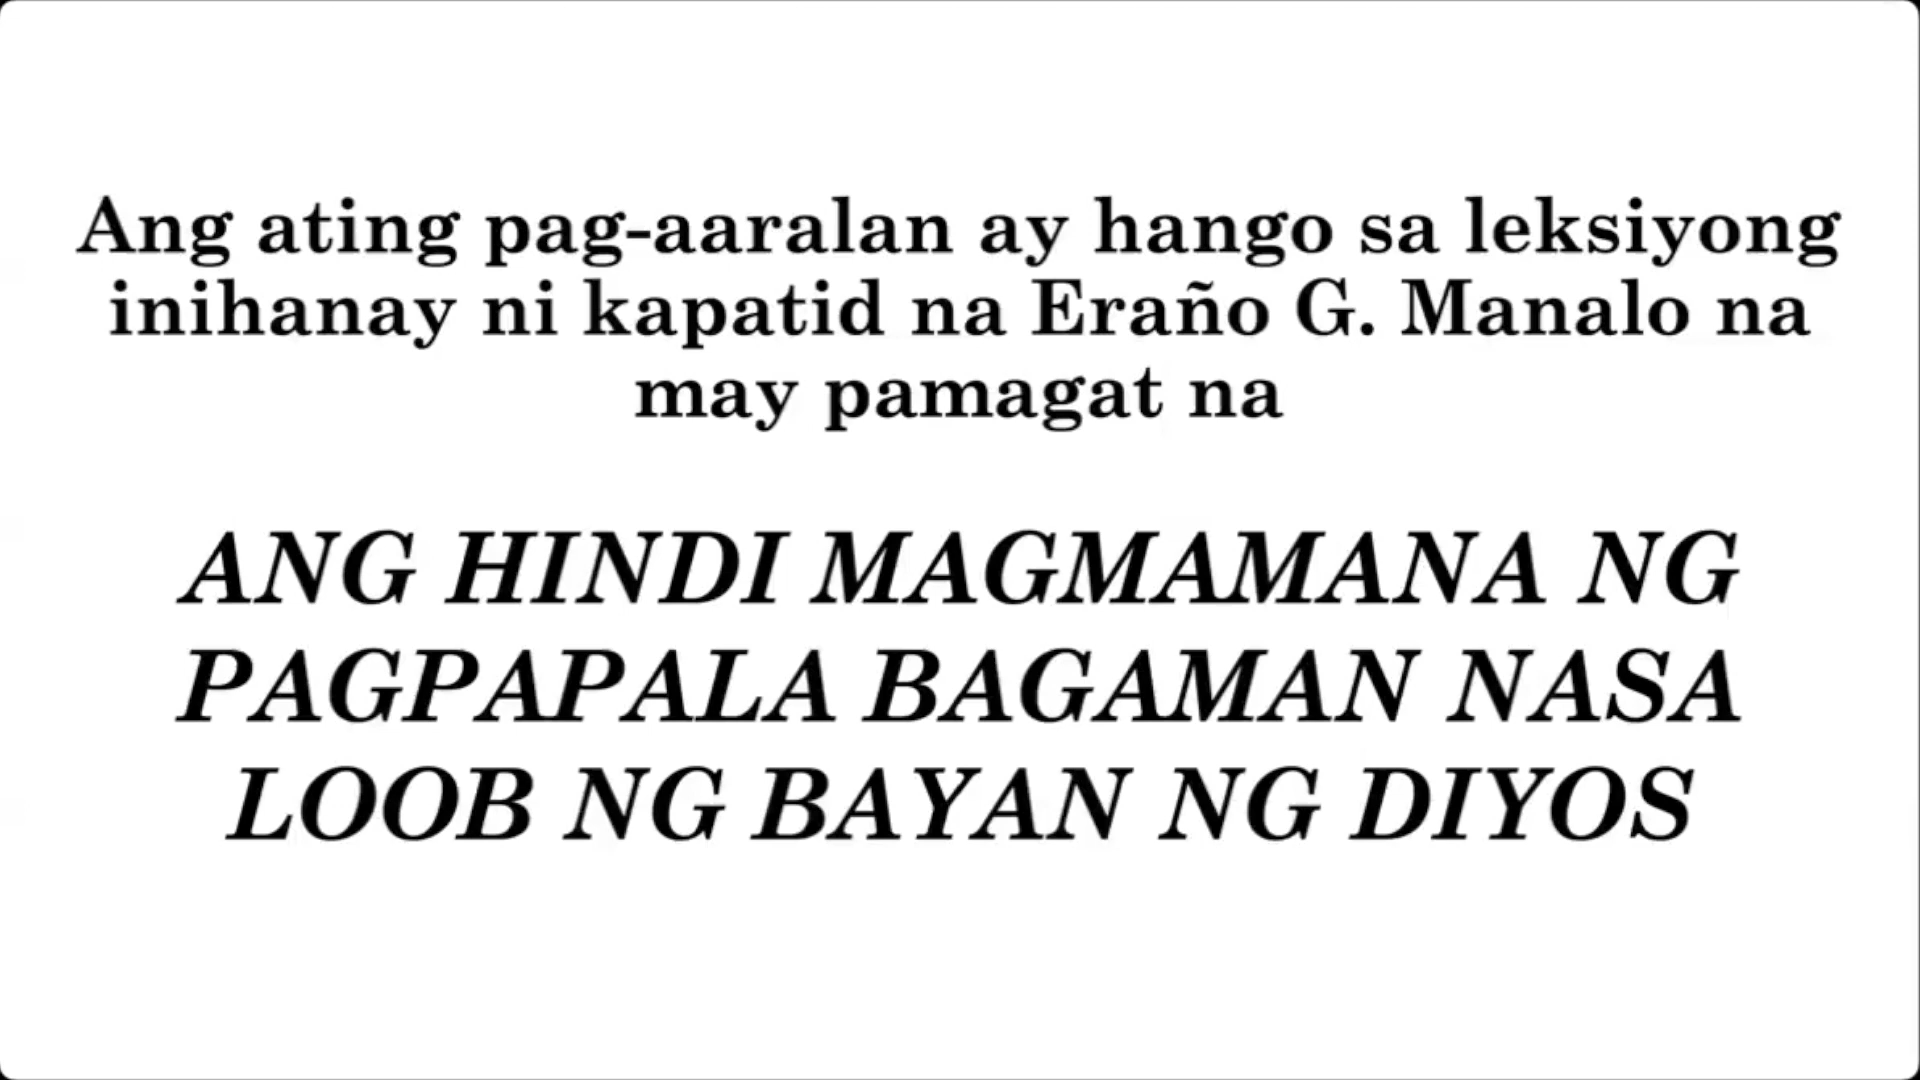 Ang ating pag-aaralan ay hango sa leksiyong
inihanay ni kapatid na Eraño G. Manalo na
may pamagat na
ANG HINDI MAGMAMANA NG
PAGPAPALA BAGAMAN NASA
LOOB NG BAYAN NG DIYOS